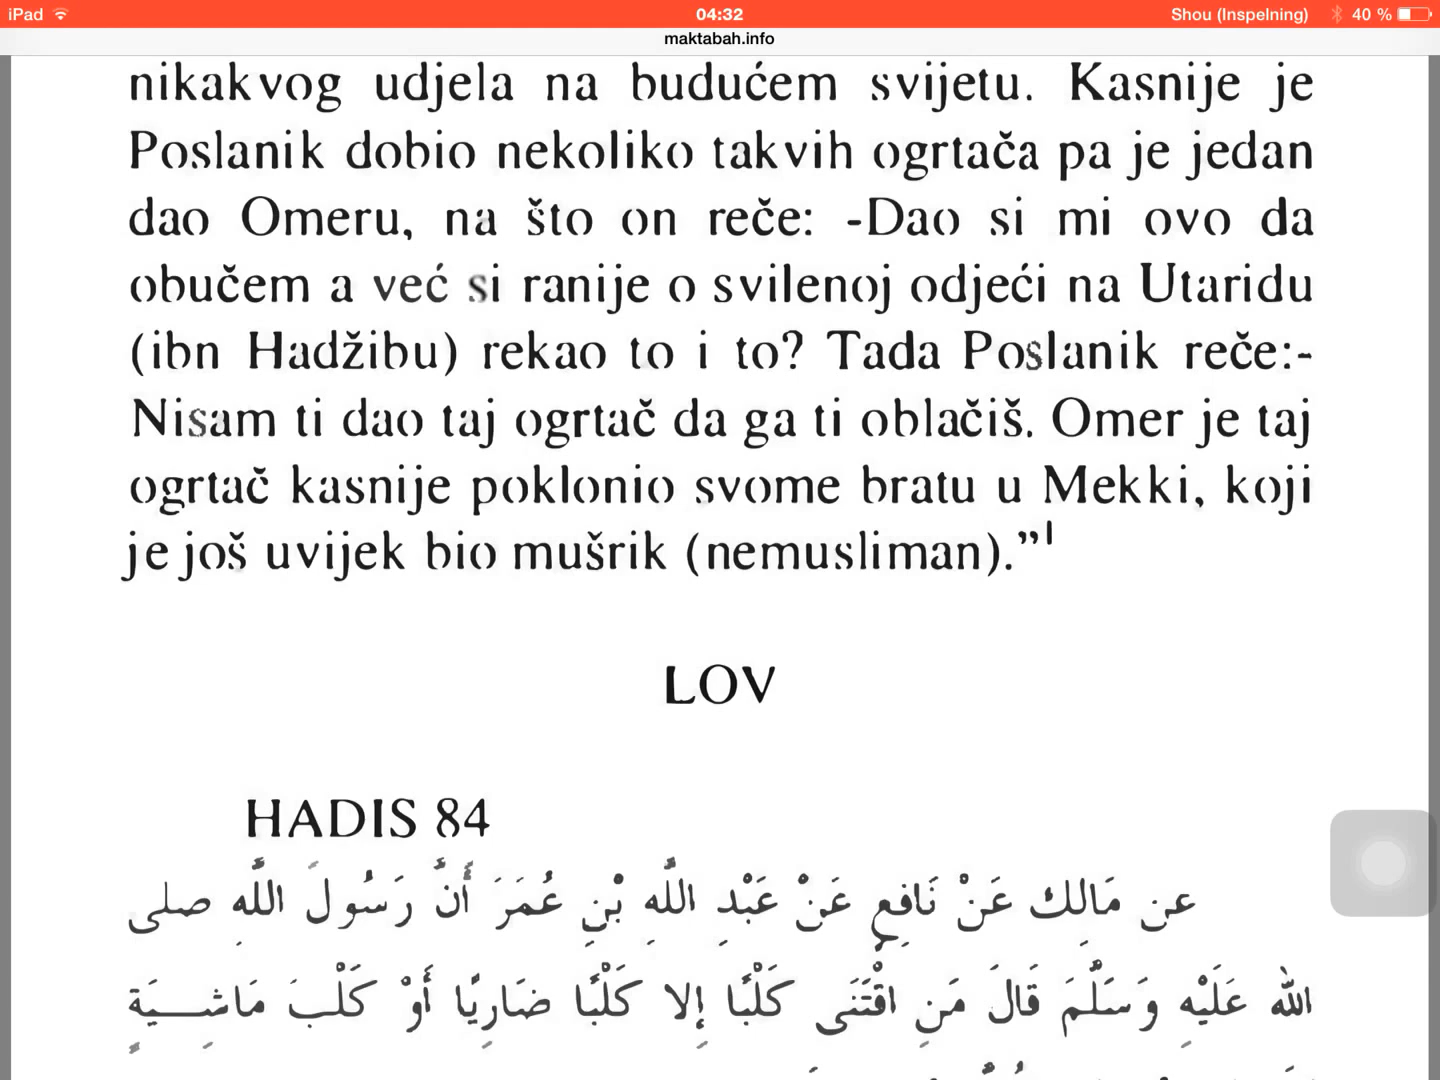 iPad 04:32 Shou (Inspelning) 40 %
maktabah.info
nikakvog udjela na budućem svijetu. Kasnije je
Poslanik dobio nekoliko takvih ogrtača pa je jedan
dao Omeru, na što on reče: -Dao si mi ovo da
obučem a već si ranije o svilenoj odjeći na Utaridu
(ibn Hadžibu) rekao to i to? Tada Poslanik reče:-
Nisam ti dao taj ogrtač da ga ti oblačiš. Omer je taj
ogrtač kasnije poklonio svome bratu u Mekki, koji
je još uvijek bio mušrik (nemusliman).”1
LOV
HADIS 84
عن مَالِك عَنْ نَافِعٍ عَنْ عَبْدِ اللَّهِ بْنِ عُمَرَ أَنَّ رَسُولَ اللَّهِ صلى
الله عَلَيْهِ وَسَلَّمَ قَالَ مَنِ اقْتَنَى كَلْبًا إِلا كَلْبًا ضَارِيًا أَوْ كَلْبَ مَاشِـيَةٍ